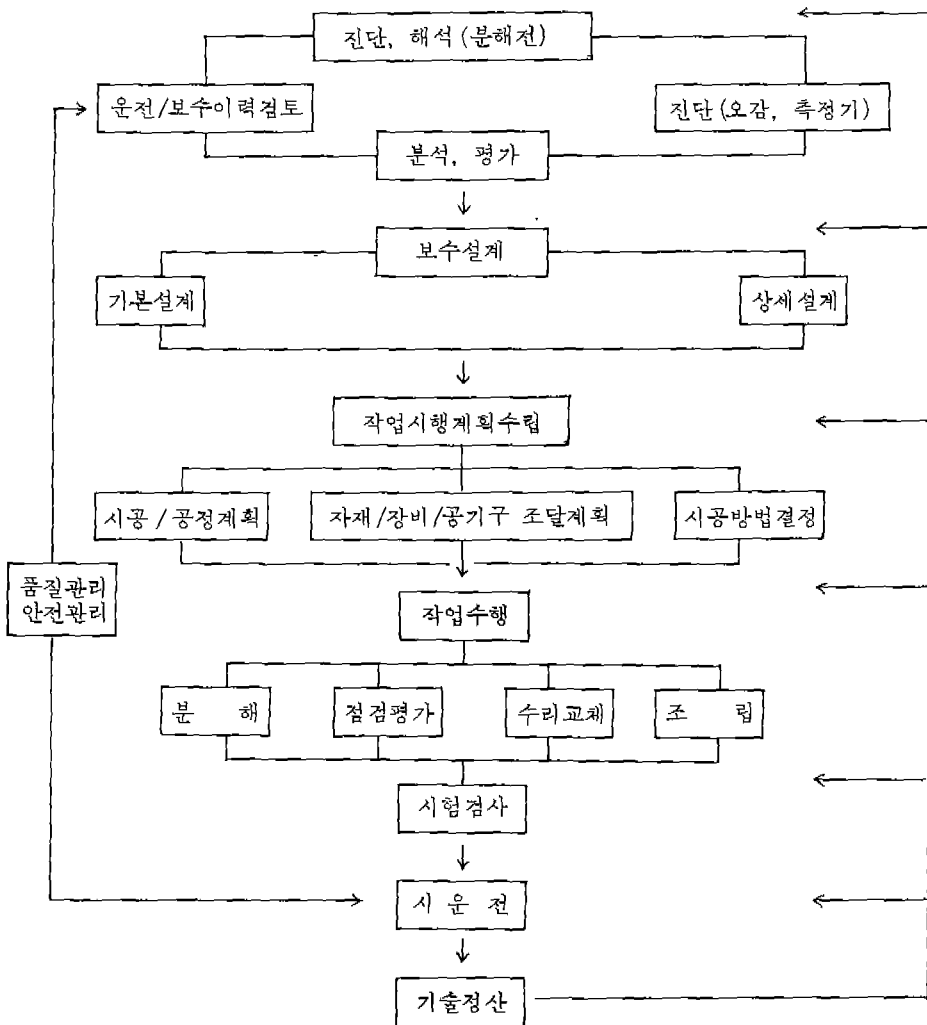 진단, 해석 (분해전)
운전/보수이력검토
진단 (오감, 측정기)
분석, 평가
보수설계
기본설계
상세설계
작업시행계획수립
시공 / 공정계획
자재/장비/공기구 조달계획
시공방법결정
품질관리
안전관리
작업수행
분 해
점검평가
수리교체
조 립
시험검사
시 운 전
기술정산